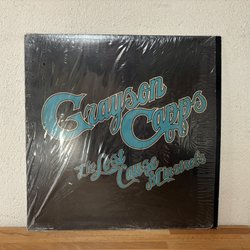 Grayson
Capps
The Lost
Cause
Minstrels